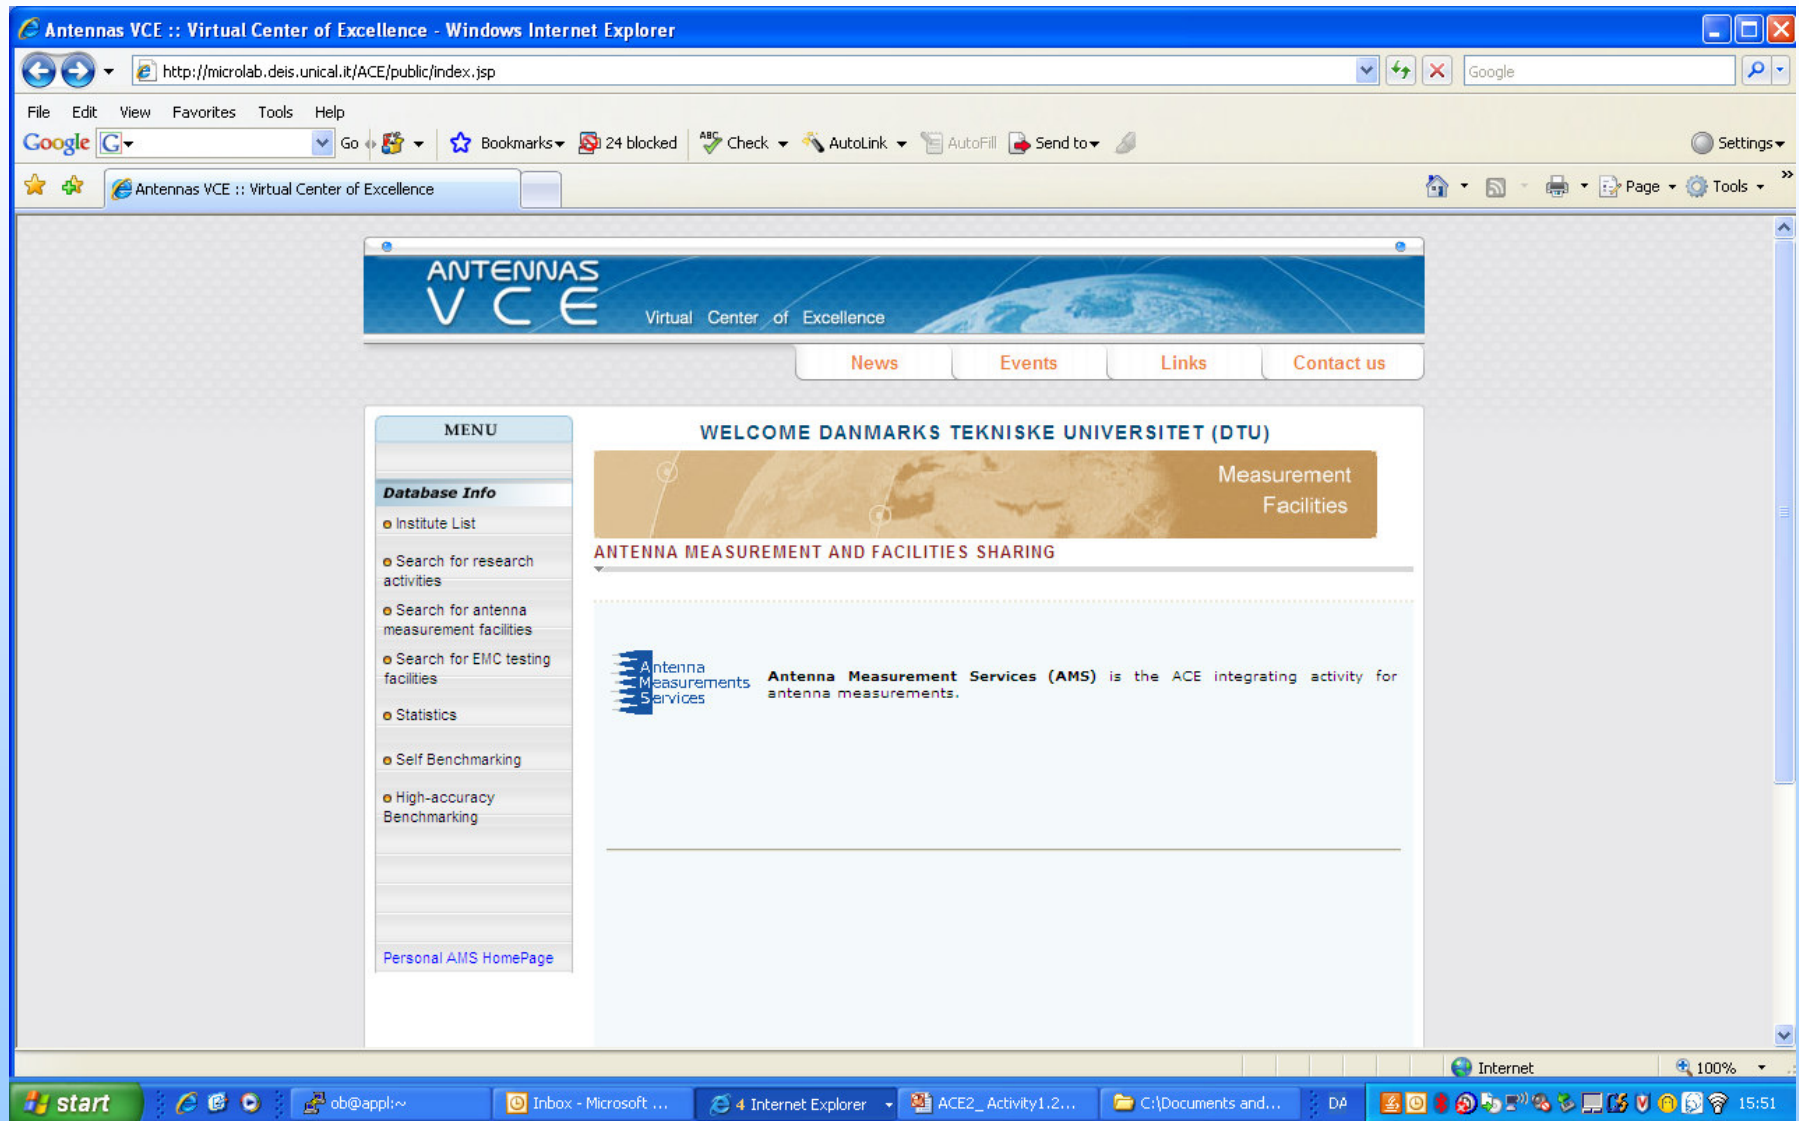 Antennas VCE :: Virtual Center of Excellence - Windows Internet Explorer
http://microlab.deis.unical.it/ACE/public/index.jsp
Google
File Edit View Favorites Tools Help
Google G Go Bookmarks 24 blocked ABC Check AutoLink AutoFill Send to Settings
Antennas VCE :: Virtual Center of Excellence Page Tools »
ANTENNAS
VCE Virtual Center of Excellence
News Events Links Contact us
MENU
Database Info
Institute List
Search for research
activities
Search for antenna
measurement facilities
Search for EMC testing
facilities
Statistics
Self Benchmarking
High-accuracy
Benchmarking
Personal AMS HomePage
WELCOME DANMARKS TEKNISKE UNIVERSITET (DTU)
Measurement
Facilities
ANTENNA MEASUREMENT AND FACILITIES SHARING
Antenna
Measurements
Services
Antenna Measurement Services (AMS) is the ACE integrating activity for
antenna measurements.
Internet 100%
start ob@appl:~ Inbox - Microsoft ... 4 Internet Explorer ACE2_ Activity1.2... C:\Documents and... DA 15:51